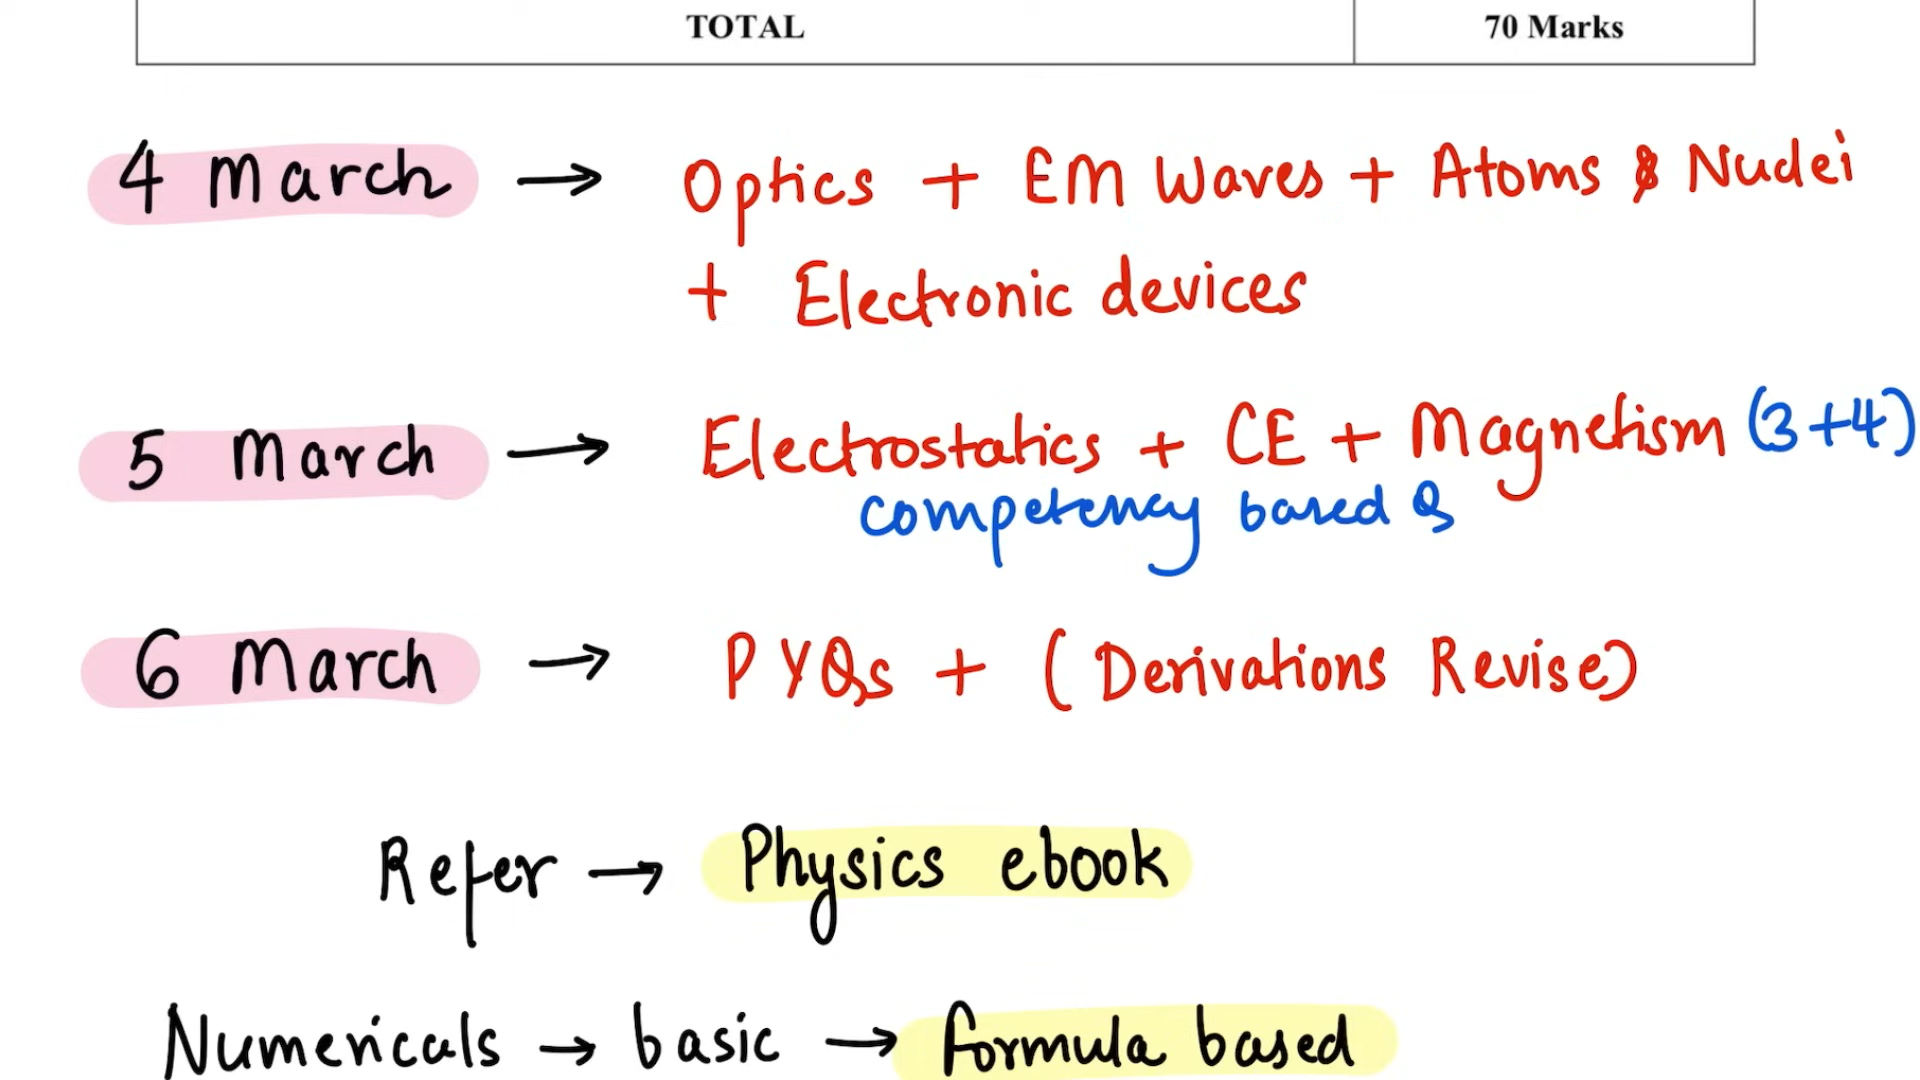 TOTAL 70 Marks
4 March → Optics + EM Waves + Atoms & Nuclei
+ Electronic devices
5 March → Electrostatics + CE + Magnetism (3+4)
competency based Qs
6 March → PYQs + (Derivations Revise)
Refer → Physics ebook
Numericals → basic → formula based